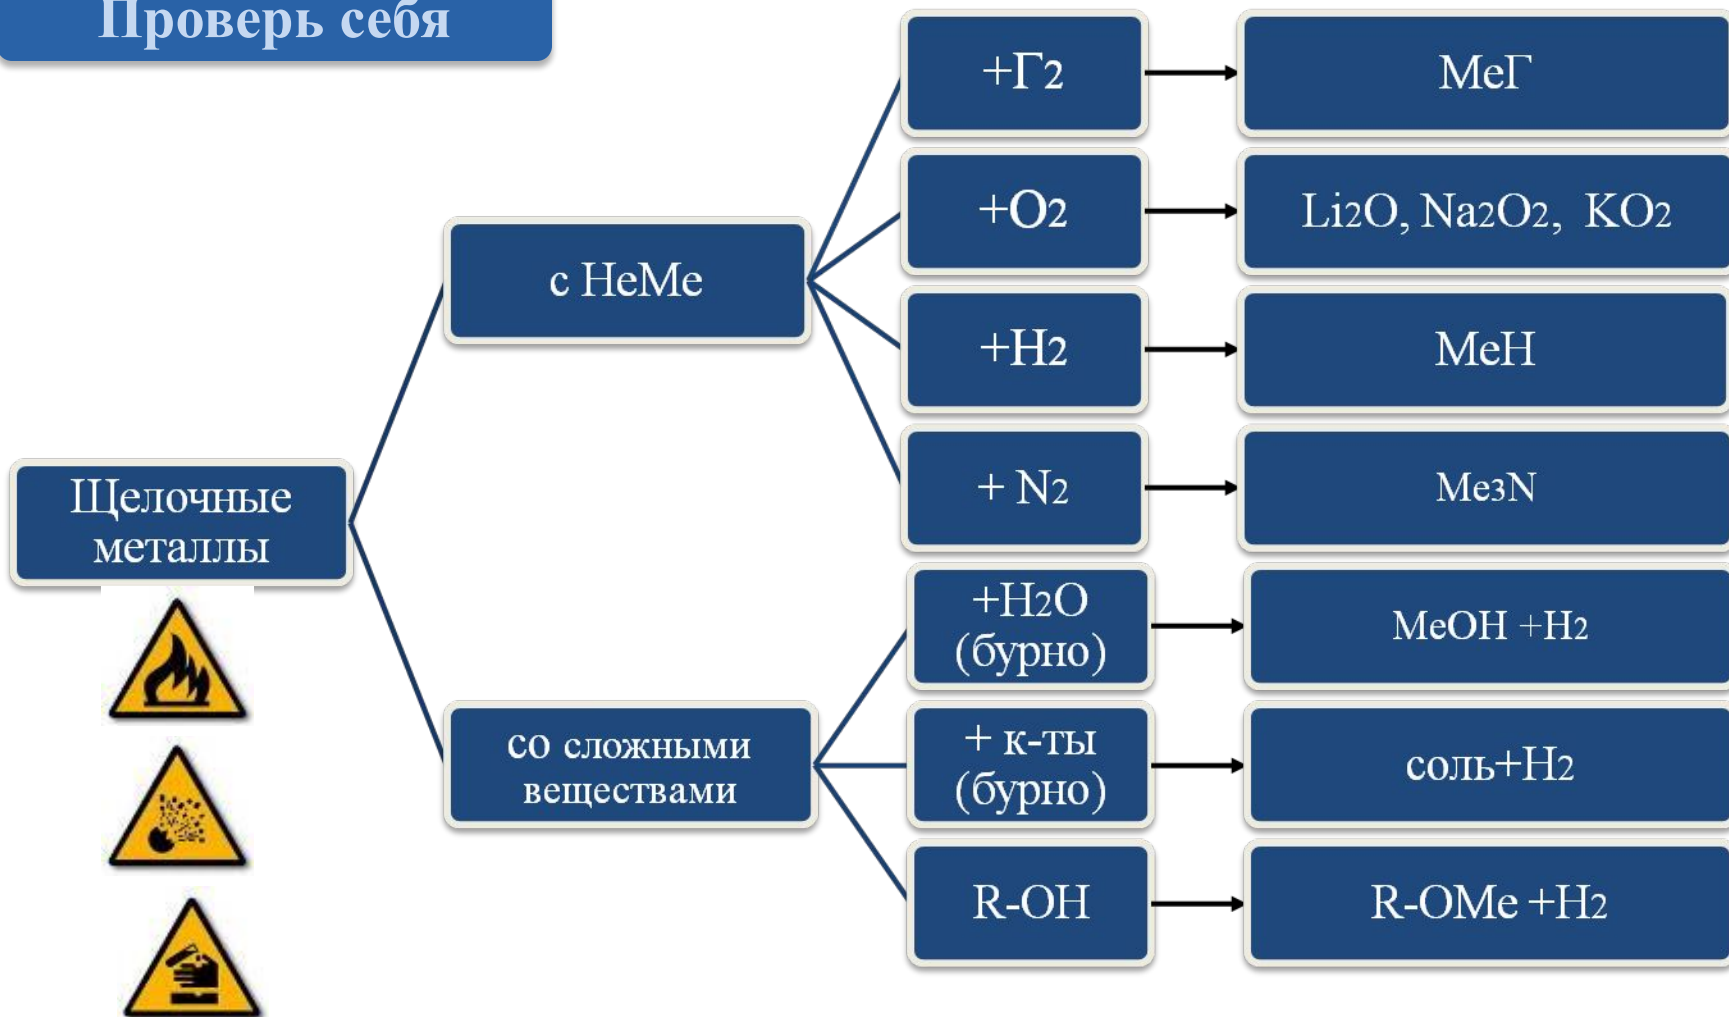 Проверь себя
Щелочные
металлы
с НеМе
+Г2
МеГ
+O2
Li2O, Na2O2, KO2
+H2
MeH
+ N2
Me3N
со сложными
веществами
+H2O
(бурно)
MeOH +H2
+ к-ты
(бурно)
соль+H2
R-OH
R-OMe +H2